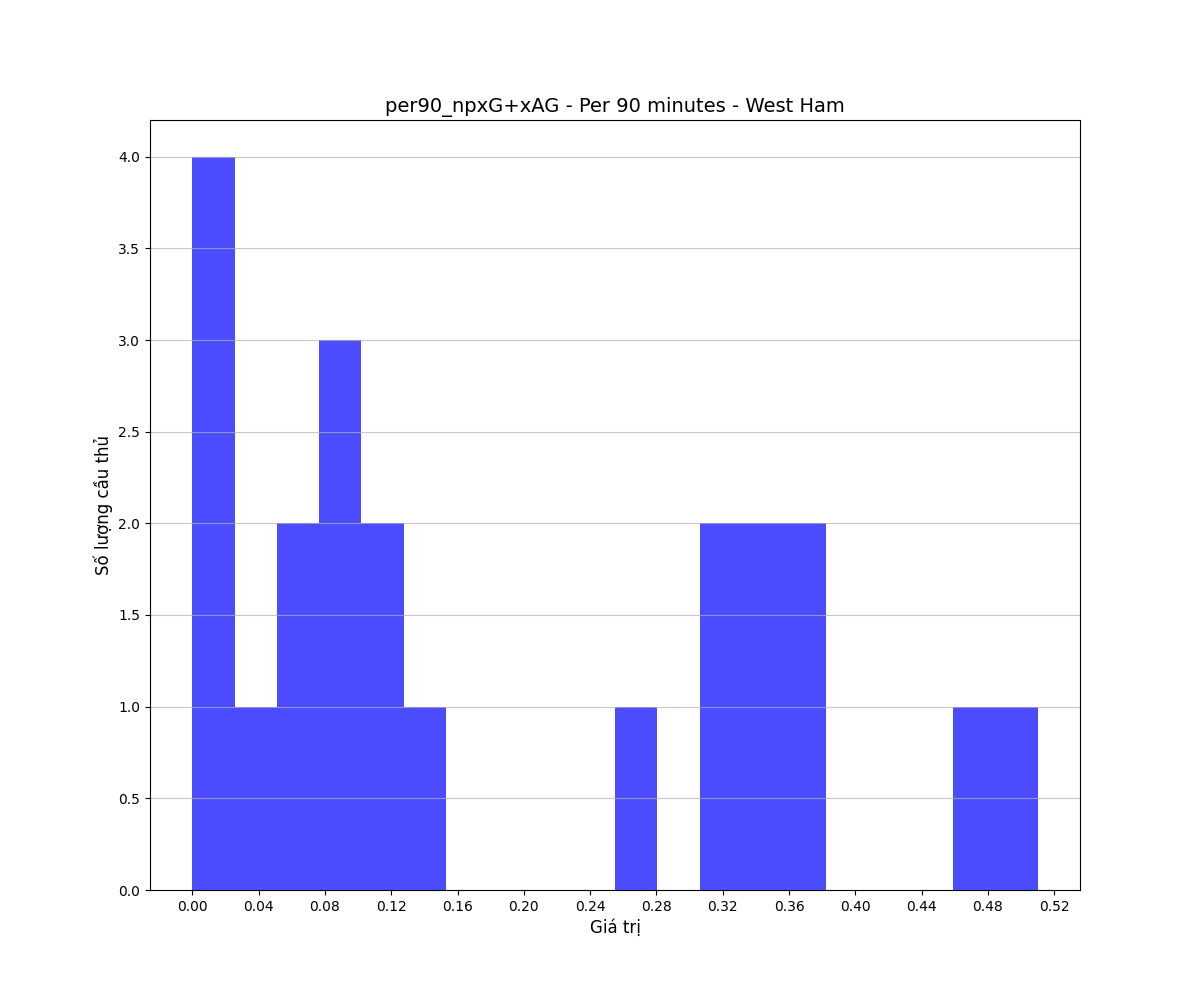 per90_npxG+xAG - Per 90 minutes - West Ham
4.0
3.5
3.0
2.5
2.0
1.5
1.0
0.5
0.0
Số lượng cầu thủ
0.00 0.04 0.08 0.12 0.16 0.20 0.24 0.28 0.32 0.36 0.40 0.44 0.48 0.52
Giá trị